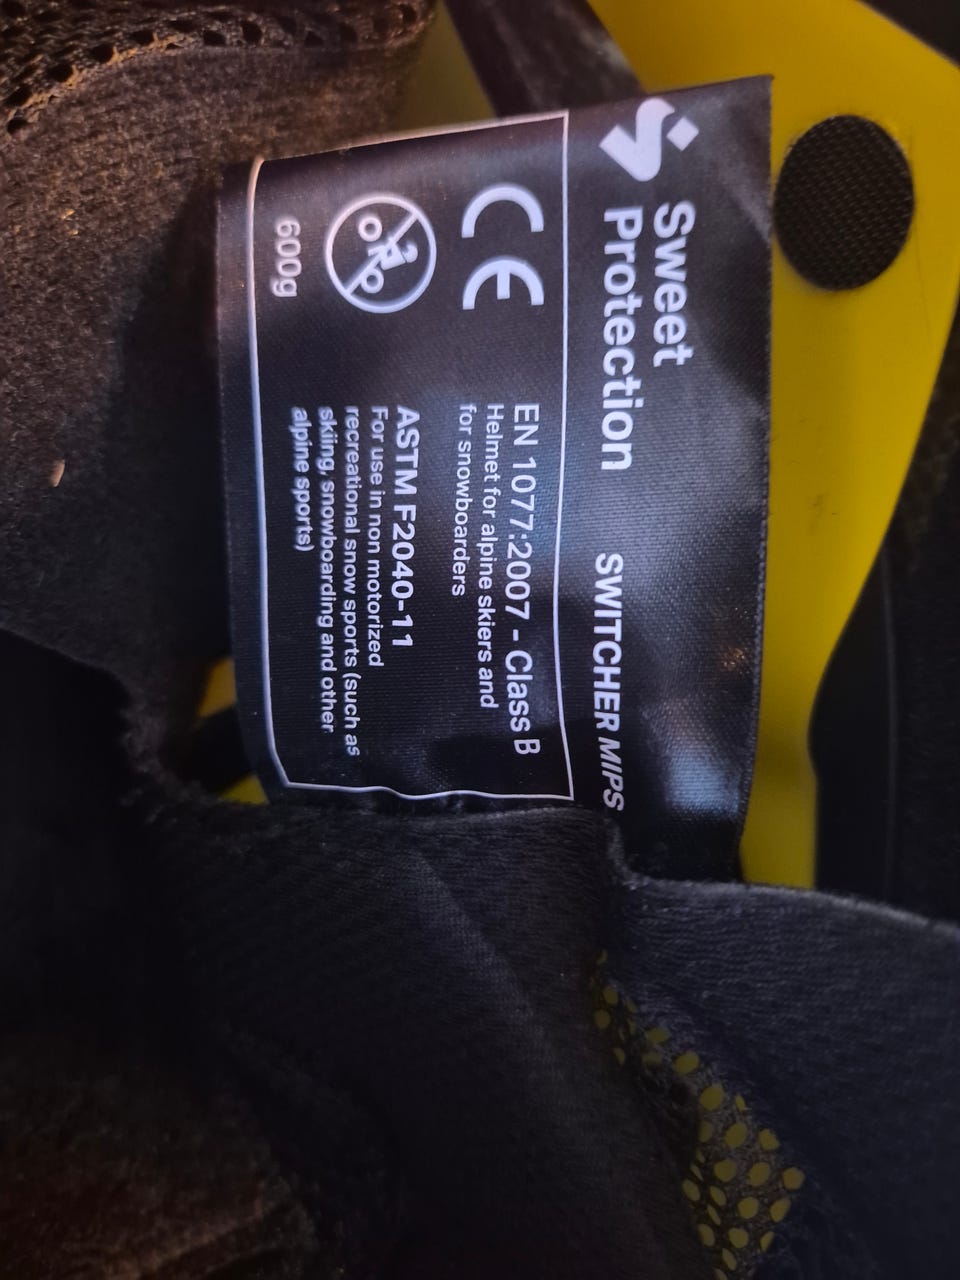 Sweet
Protection
SWITCHER MIPS
CE
EN 1077:2007 - Class B
Helmet for alpine skiers and
for snowboarders
ASTM F2040-11
For use in non motorized
recreational snow sports (such as
skiing, snowboarding and other
alpine sports)
600g